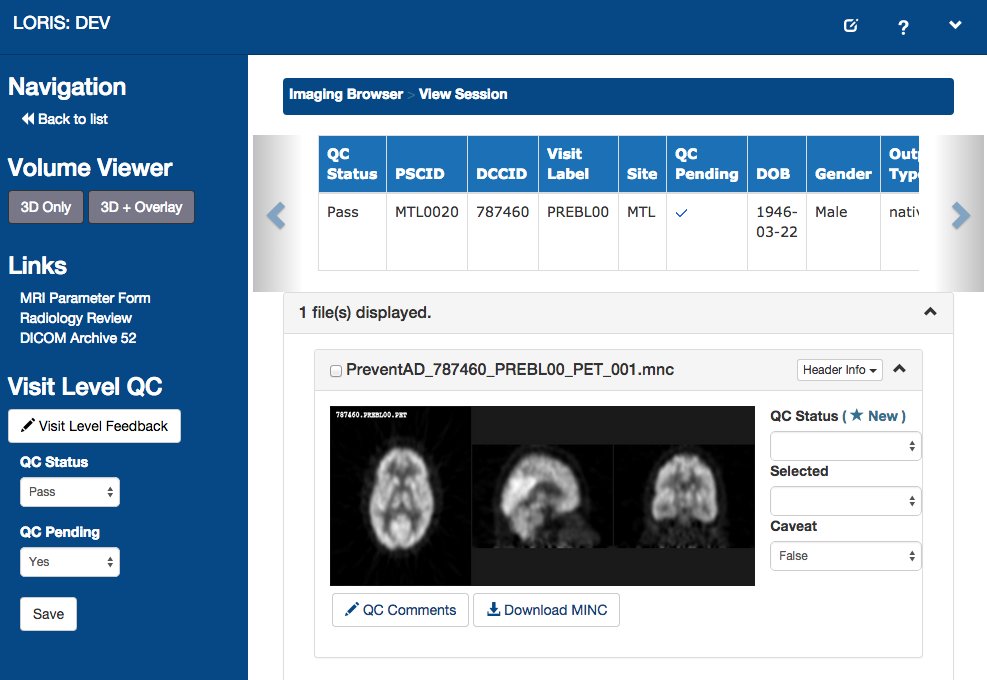 LORIS: DEV
?
Navigation
Back to list
Volume Viewer
3D Only
3D + Overlay
Links
MRI Parameter Form
Radiology Review
DICOM Archive 52
Visit Level QC
Visit Level Feedback
QC Status
Pass
QC Pending
Yes
Save
Imaging Browser > View Session
QC Status PSCID DCCID Visit Label Site QC Pending DOB Gender
Pass MTL0020 787460 PREBL00 MTL 1946-03-22 Male
1 file(s) displayed.
PreventAD_787460_PREBL00_PET_001.mnc
Header Info
787460.PREBL00.PET
QC Status ( ★ New )
Selected
Caveat
False
QC Comments
Download MINC